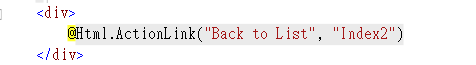 <div>
@Html.ActionLink("Back to List", "Index2")
</div>